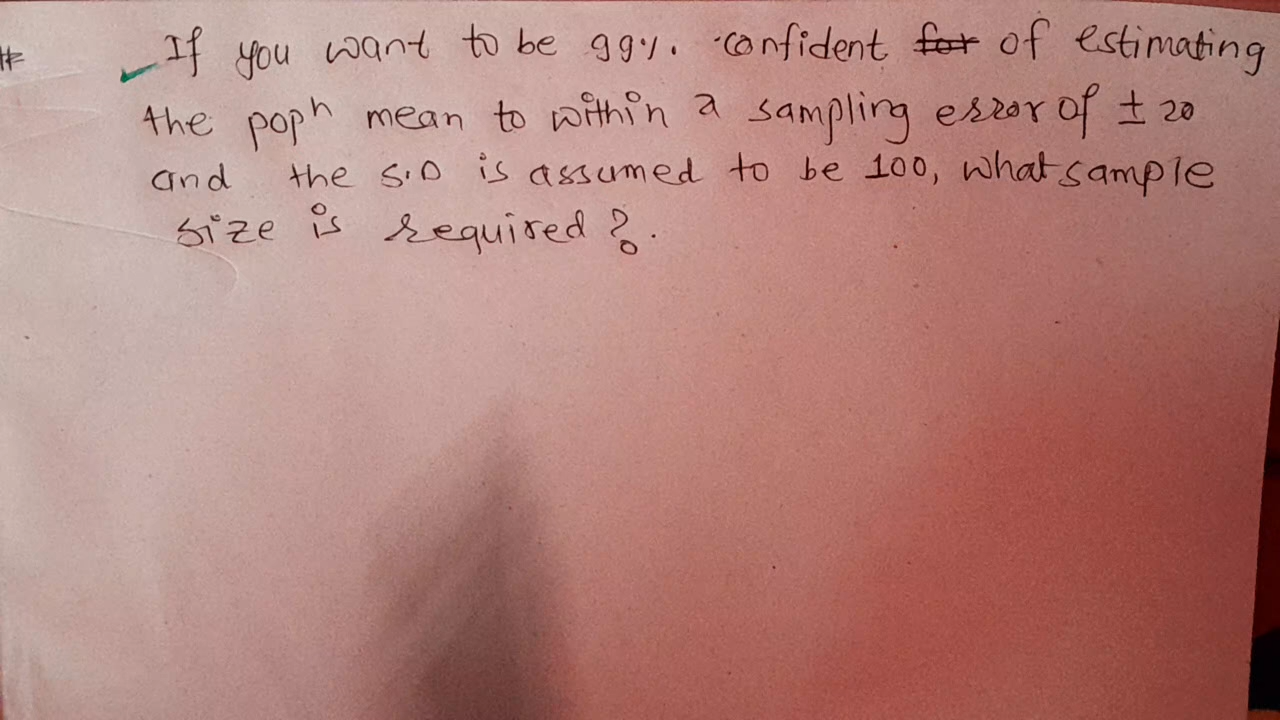 # If you want to be 99%. confident for of estimating
the popn mean to within a sampling error of ± 20
and the S.D is assumed to be 100, what sample
size is required ?.